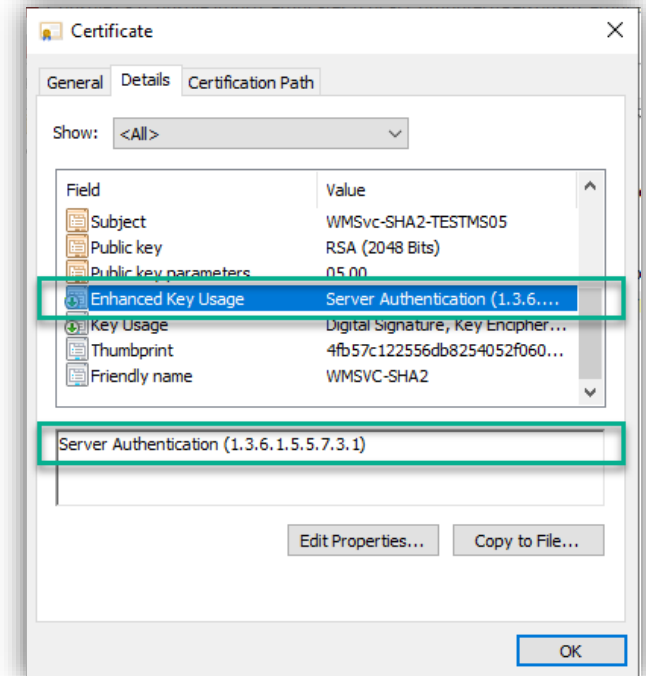 Certificate
General Details Certification Path
Show: <All>
Field Value
Subject WMSvc-SHA2-TESTMS05
Public key RSA (2048 Bits)
Public key parameters 05 00
Enhanced Key Usage Server Authentication (1.3.6....
Key Usage Digital Signature, Key Encipher...
Thumbprint 4fb57c122556db8254052f060...
Friendly name WMSVC-SHA2
Server Authentication (1.3.6.1.5.5.7.3.1)
Edit Properties... Copy to File...
OK